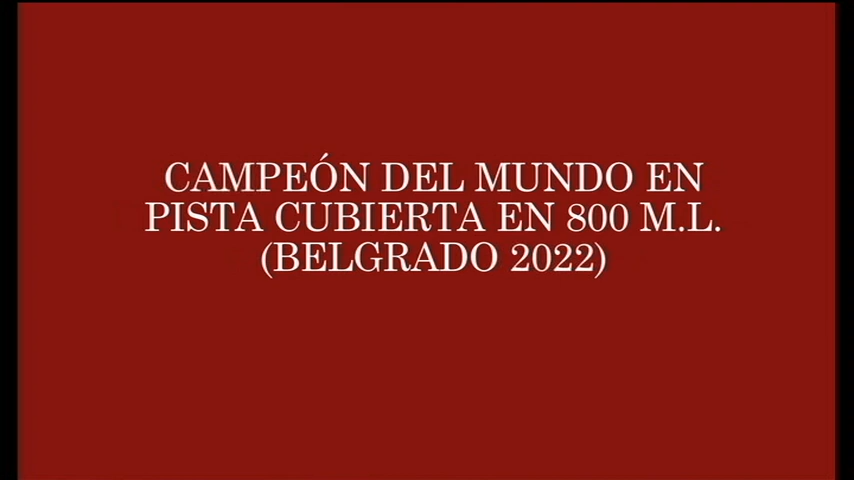 CAMPEÓN DEL MUNDO EN
PISTA CUBIERTA EN 800 M.L.
(BELGRADO 2022)